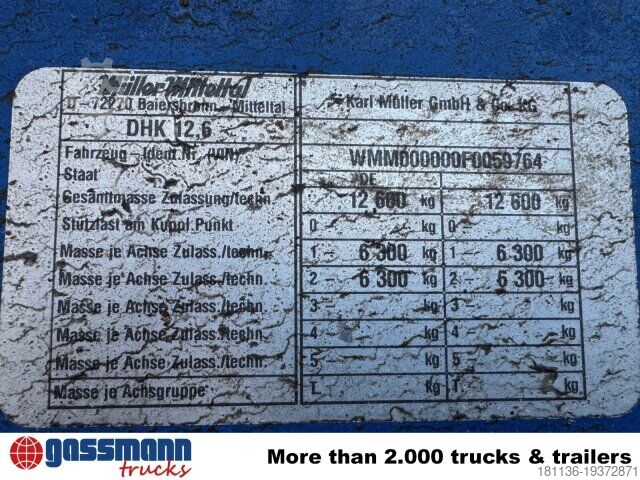 Müller Mitteltal
D-72270 Baiersbronn-Mitteltal
Karl Müller GmbH & Co. KG
DHK 12,6
Fahrzeug-Ident.Nr. (VIN) WMM000000F0059764
Staat DE
Gesamtmasse Zulassung/techn. 12 600 kg 12 600 kg
Stützlast am Kuppl.Punkt 0- kg 0- kg
Masse je Achse Zulass./techn. 1- 6 300 kg 1- 6 300 kg
Masse je Achse Zulass./techn. 2- 6 300 kg 2- 6 300 kg
Masse je Achse Zulass./techn. 3- kg 3- kg
Masse je Achse Zulass./techn. 4 kg 4- kg
Masse je Achse Zulass./techn. 5 kg 5- kg
Masse je Achsgruppe T. kg T kg
gassmann trucks
More than 2.000 trucks & trailers
181136-19372871